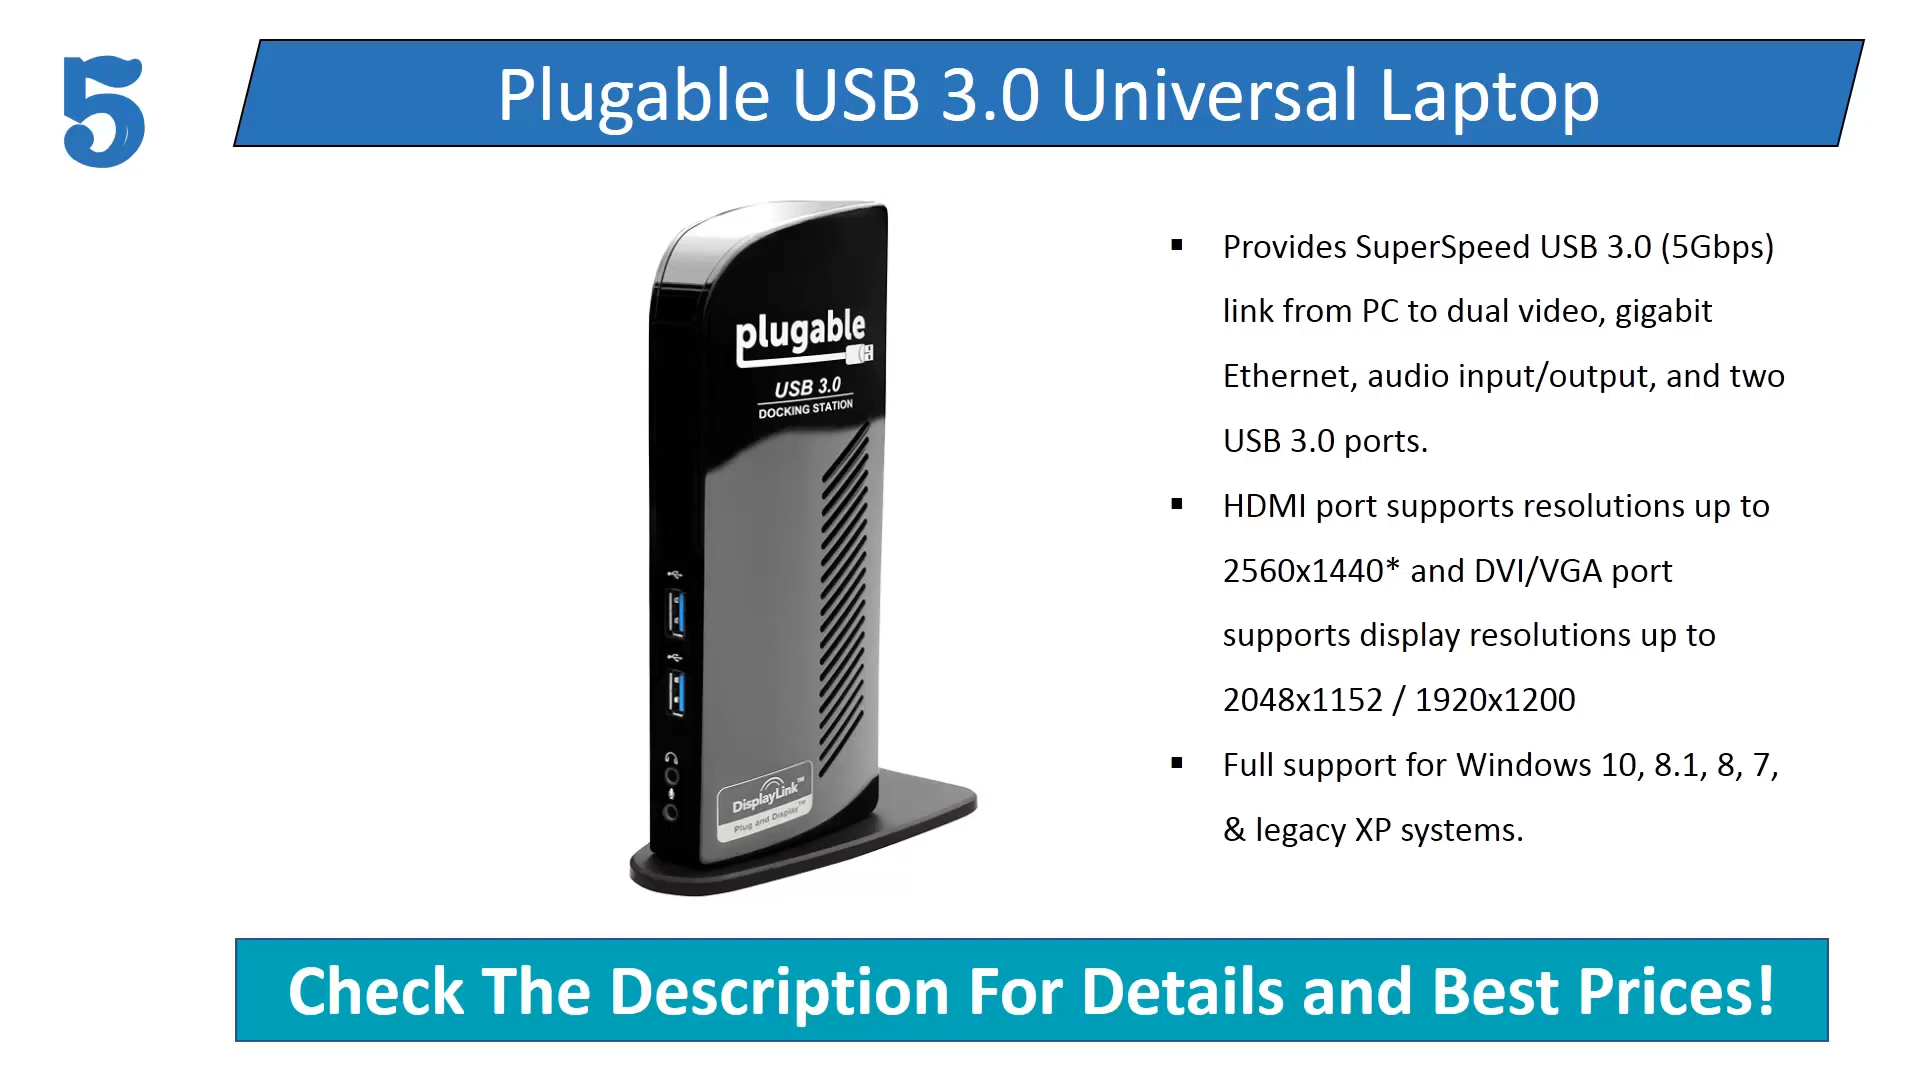 5
Plugable USB 3.0 Universal Laptop
plugable
USB 3.0
DOCKING STATION
DisplayLink™
Plug and Display™
▪ Provides SuperSpeed USB 3.0 (5Gbps)
link from PC to dual video, gigabit
Ethernet, audio input/output, and two
USB 3.0 ports.
▪ HDMI port supports resolutions up to
2560x1440* and DVI/VGA port
supports display resolutions up to
2048x1152 / 1920x1200
▪ Full support for Windows 10, 8.1, 8, 7,
& legacy XP systems.
Check The Description For Details and Best Prices!